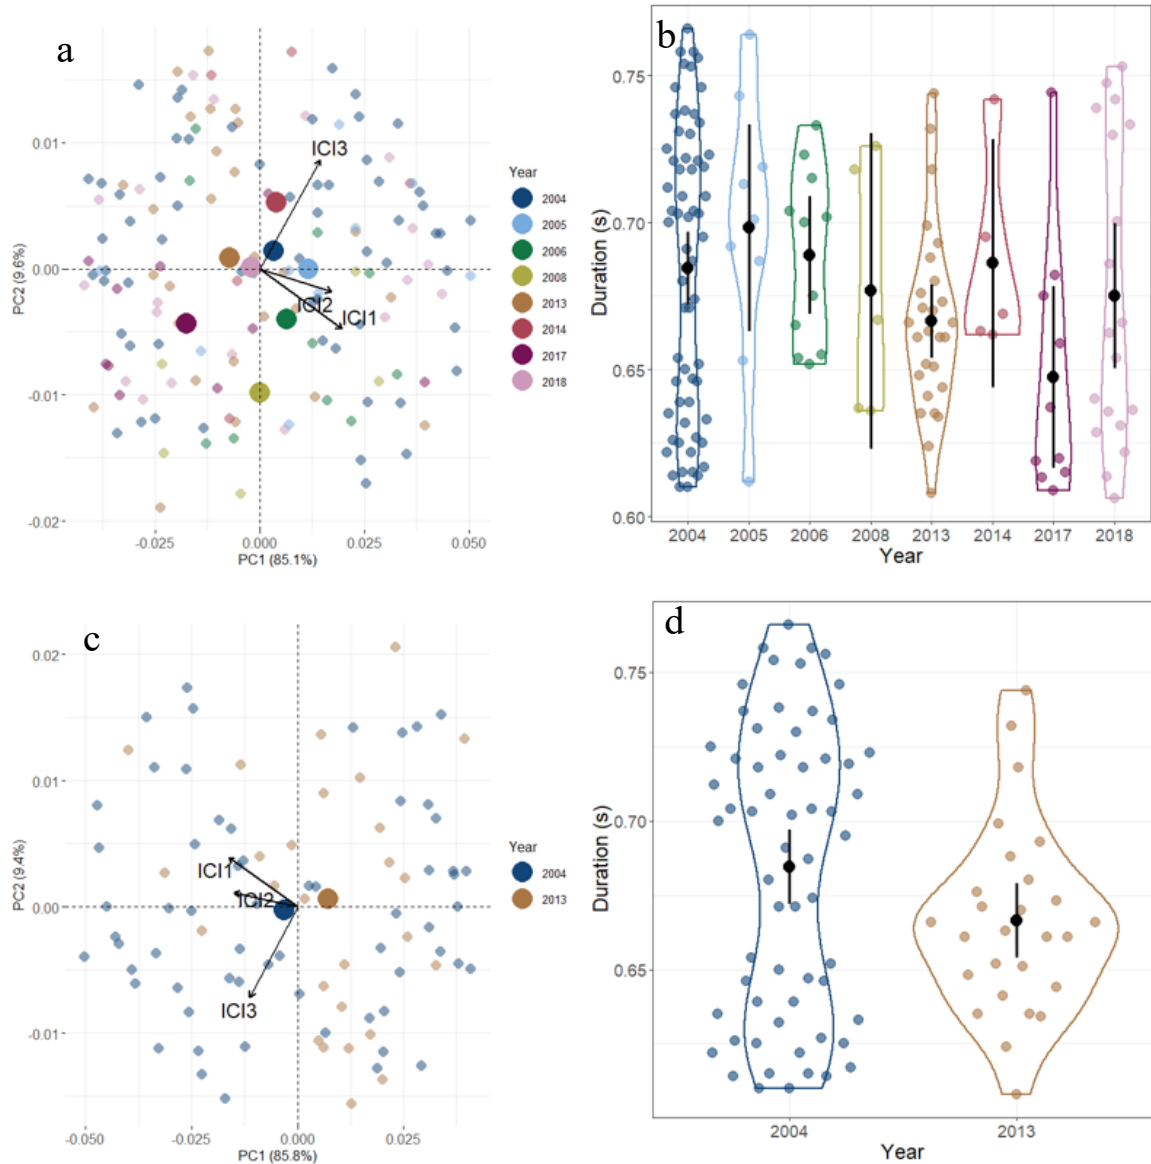 a
0.01
0.00
-0.01
-0.02
PC2 (9.6%)
-0.025
0.000
0.025
0.050
PC1 (85.1%)
ICI3
ICI2
ICI1
Year
2004
2005
2006
2008
2013
2014
2017
2018
b
0.75
0.70
0.65
0.60
Duration (s)
2004 2005 2006 2008 2013 2014 2017 2018
Year
c
0.02
0.01
0.00
-0.01
PC2 (9.4%)
-0.050
-0.025
0.000
0.025
PC1 (85.8%)
ICI1
ICI2
ICI3
Year
2004
2013
d
0.75
0.70
0.65
Duration (s)
2004
2013
Year